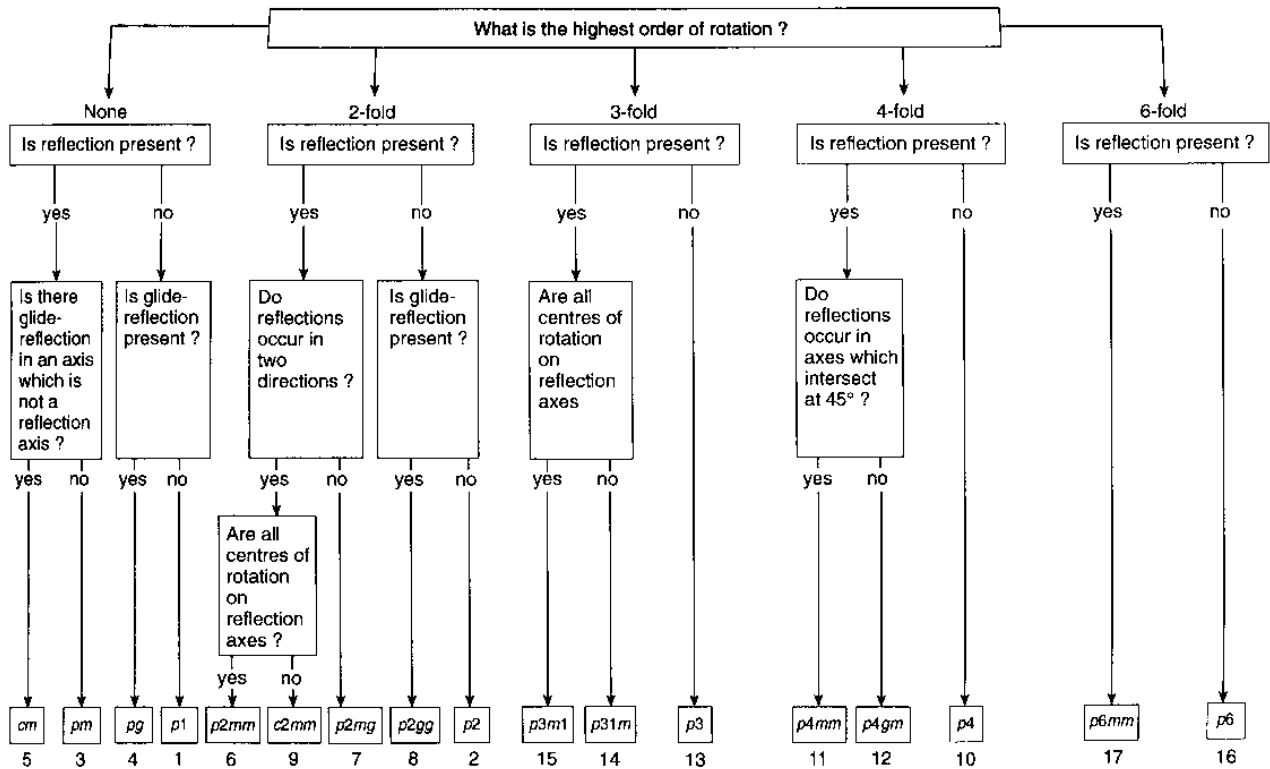 What is the highest order of rotation ?
None
2-fold
3-fold
4-fold
6-fold
Is reflection present ?
Is reflection present ?
Is reflection present ?
Is reflection present ?
Is reflection present ?
yes
no
yes
no
yes
no
yes
no
yes
no
Is there
glide-
reflection
in an axis
which is
not a
reflection
axis ?
Is glide-
reflection
present ?
Do
reflections
occur in
two
directions ?
Is glide-
reflection
present ?
Are all
centres of
rotation
on
reflection
axes
Do
reflections
occur in
axes which
intersect
at 45° ?
yes
no
yes
no
yes
no
yes
no
yes
no
yes
no
Are all
centres of
rotation
on
reflection
axes ?
yes
no
cm
pm
pg
p1
p2mm
c2mm
p2mg
p2gg
p2
p3m1
p31m
p3
p4mm
p4gm
p4
p6mm
p6
5
3
4
1
6
9
7
8
2
15
14
13
11
12
10
17
16